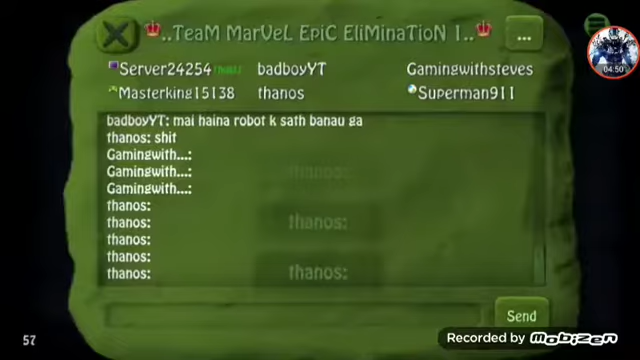 ..TeaM MarVeL EpiC EliMinaTioN 1..
...
Server24254 badboyYT Gamingwithsteves
Masterking15138 thanos Superman911
04:50
badboyYT: mai haina robot k sath banau ga
thanos: shit
Gamingwith...:
Gamingwith...:
Gamingwith...:
thanos:
thanos:
thanos:
thanos:
thanos:
thanos:
thanos:
thanos:
Send
57
Recorded by Mobizen